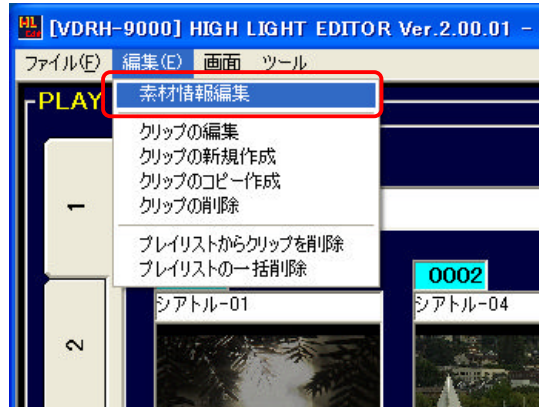 [VDRH-9000] HIGH LIGHT EDITOR Ver.2.00.01 -
ファイル(F) 編集(E) 画面 ツール
素材情報編集
PLAY
クリップの編集
クリップの新規作成
クリップのコピー作成
クリップの削除
プレイリストからクリップを削除
プレイリストの一括削除
1
0002
シアトル-01
シアトル-04
2